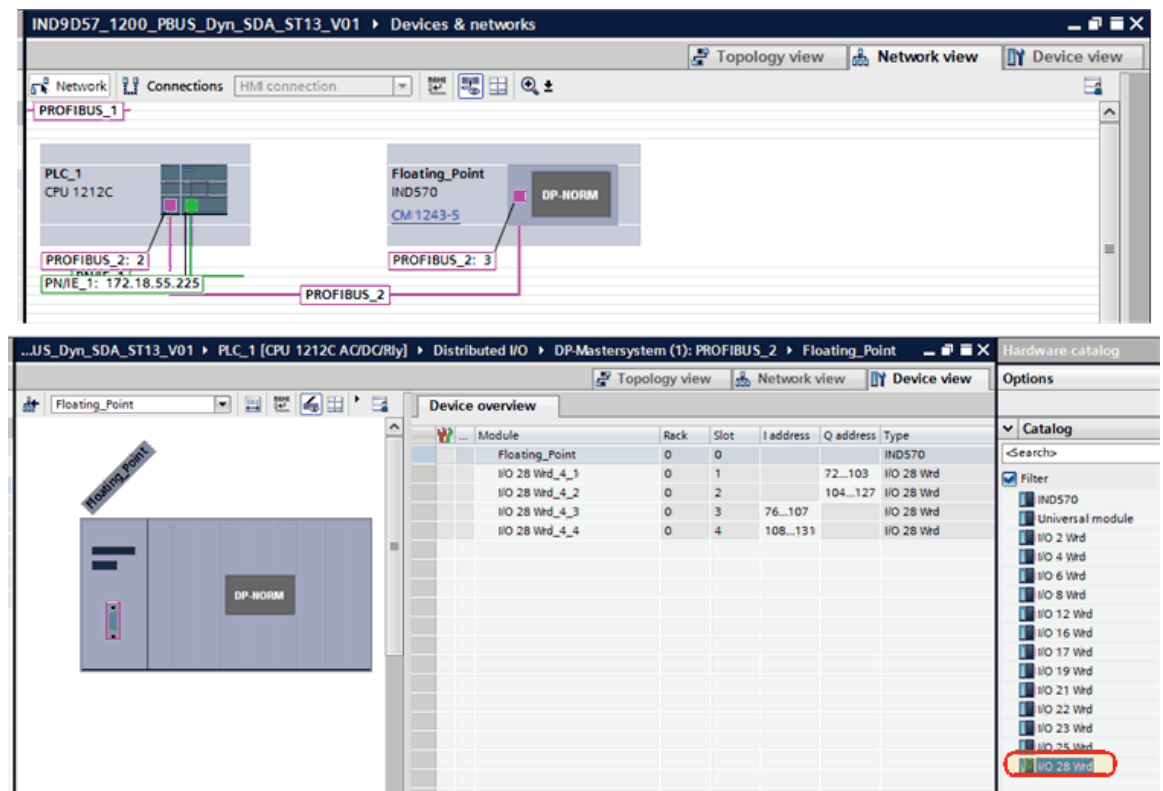 IND9D57_1200_PBUS_Dyn_SDA_ST13_V01 ▸ Devices & networks
Topology view Network view Device view
Network Connections HMI connection
PROFIBUS_1
PLC_1
CPU 1212C
Floating_Point
IND570
CM 1243-5
DP-NORM
PROFIBUS_2: 2
PROFIBUS_2: 3
PN/IE_1: 172.18.55.225
PROFIBUS_2
...US_Dyn_SDA_ST13_V01 ▸ PLC_1 [CPU 1212C AC/DC/Rly] ▸ Distributed I/O ▸ DP-Mastersystem (1): PROFIBUS_2 ▸ Floating_Point
Hardware catalog
Topology view Network view Device view
Options
Floating_Point
Device overview
Catalog
... Module Rack Slot I address Q address Type
<Search>
Floating_Point 0 0 IND570
I/O 28 Wrd_4_1 0 1 72...103 I/O 28 Wrd
I/O 28 Wrd_4_2 0 2 104...127 I/O 28 Wrd
I/O 28 Wrd_4_3 0 3 76...107 I/O 28 Wrd
I/O 28 Wrd_4_4 0 4 108...131 I/O 28 Wrd
Floating_Point
DP-NORM
Filter
IND570
Universal module
I/O 2 Wrd
I/O 4 Wrd
I/O 6 Wrd
I/O 8 Wrd
I/O 12 Wrd
I/O 16 Wrd
I/O 17 Wrd
I/O 19 Wrd
I/O 21 Wrd
I/O 22 Wrd
I/O 23 Wrd
I/O 25 Wrd
I/O 28 Wrd